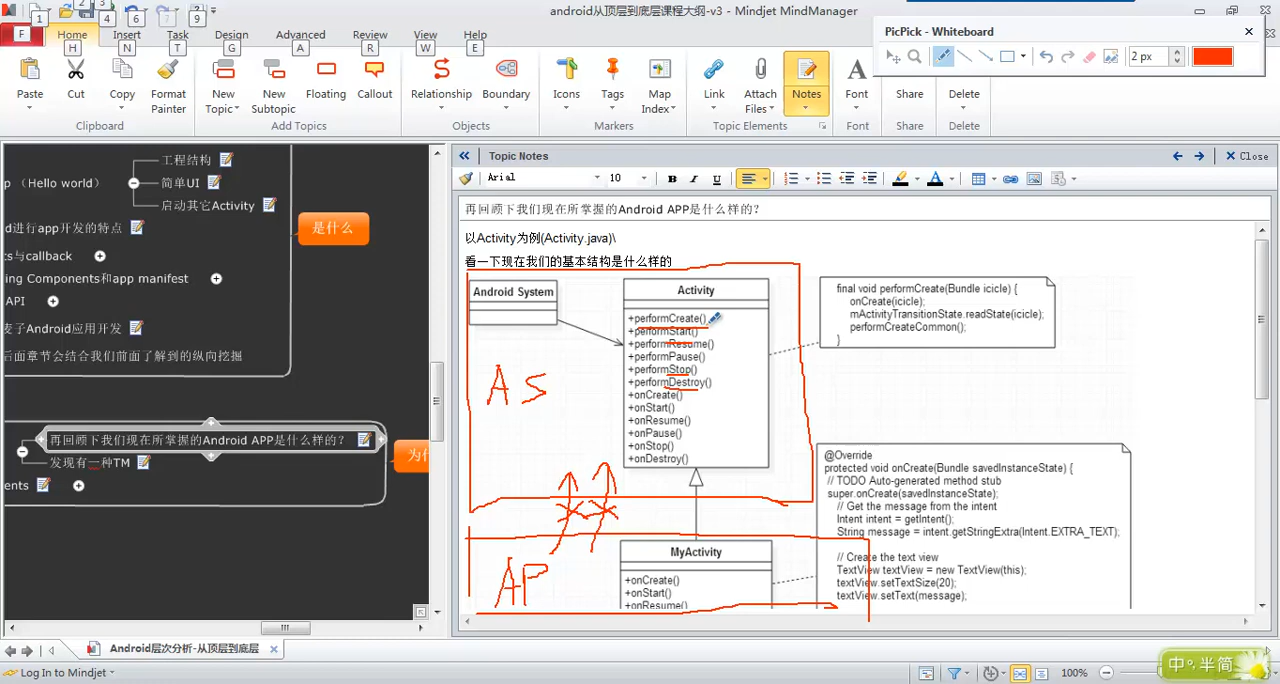 android从顶层到底层课程大纲-v3 - Mindjet MindManager
1 2 3 4 6 7 9
F Home Insert Task Design Advanced Review View Help
H N T G A R W E
PicPick - Whiteboard
2 px
Paste Cut Copy Format Painter
New Topic New Subtopic Floating Callout
Relationship Boundary
Icons Tags Map Index
Link Attach Files Notes
Font Share Delete
Clipboard Add Topics Objects Markers Topic Elements Font Share Delete
工程结构
p （Hello world）
简单UI
启动其它Activity
d进行app开发的特点
是什么
ts与callback
ing Components和app manifest
API
麦子Android应用开发
后面章节会结合我们前面了解到的纵向挖掘
再回顾下我们现在所掌握的Android APP是什么样的?
发现有一种TM
ents
Topic Notes
Close
Arial 10 B I U
再回顾下我们现在所掌握的Android APP是什么样的?
以Activity为例(Activity.java)\
看一下现在我们的基本结构是什么样的
Android System
Activity
+performCreate()
+performStart()
+performResume()
+performPause()
+performStop()
+performDestroy()
+onCreate()
+onStart()
+onResume()
+onPause()
+onStop()
+onDestroy()
final void performCreate(Bundle icicle) {
onCreate(icicle);
mActivityTransitionState.readState(icicle);
performCreateCommon();
}
A S
@Override
protected void onCreate(Bundle savedInstanceState) {
// TODO Auto-generated method stub
super.onCreate(savedInstanceState);
// Get the message from the intent
Intent intent = getIntent();
String message = intent.getStringExtra(Intent.EXTRA_TEXT);
// Create the text view
TextView textView = new TextView(this);
textView.setTextSize(20);
textView.setText(message);
AP
MyActivity
+onCreate()
+onStart()
+onResume()
Android层次分析-从顶层到底层
Log In to Mindjet
100%
中 半 简